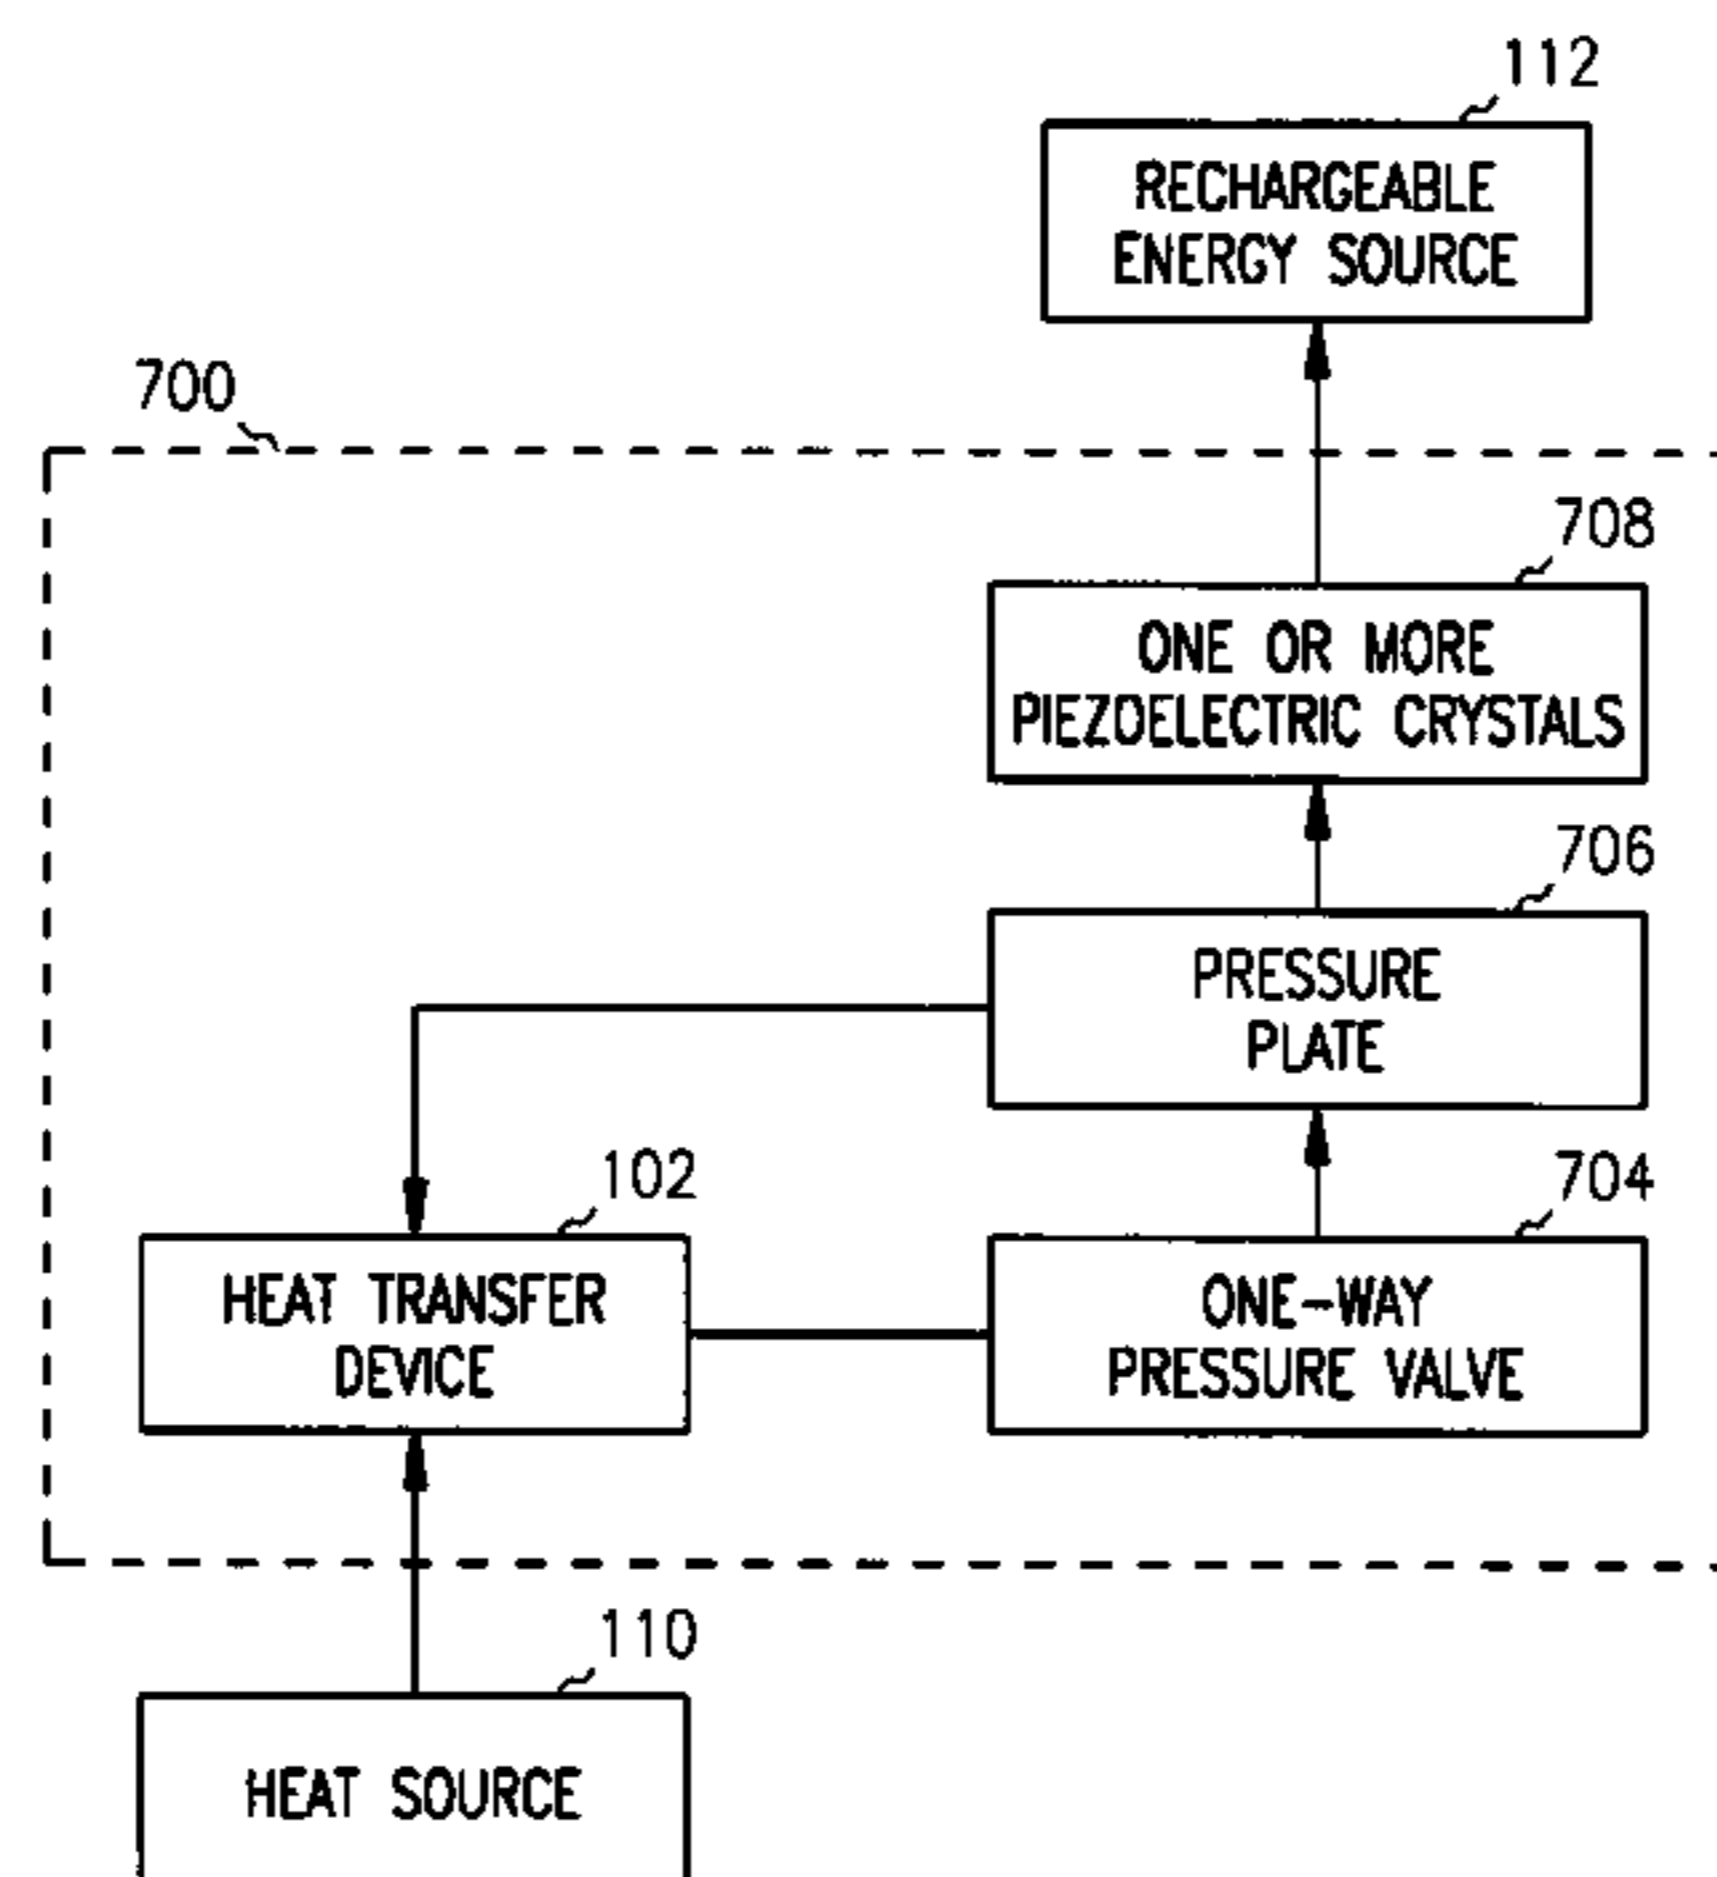 112
RECHARGEABLE
ENERGY SOURCE
700
708
ONE OR MORE
PIEZOELECTRIC CRYSTALS
706
PRESSURE
PLATE
102
704
HEAT TRANSFER
DEVICE
ONE-WAY
PRESSURE VALVE
110
HEAT SOURCE